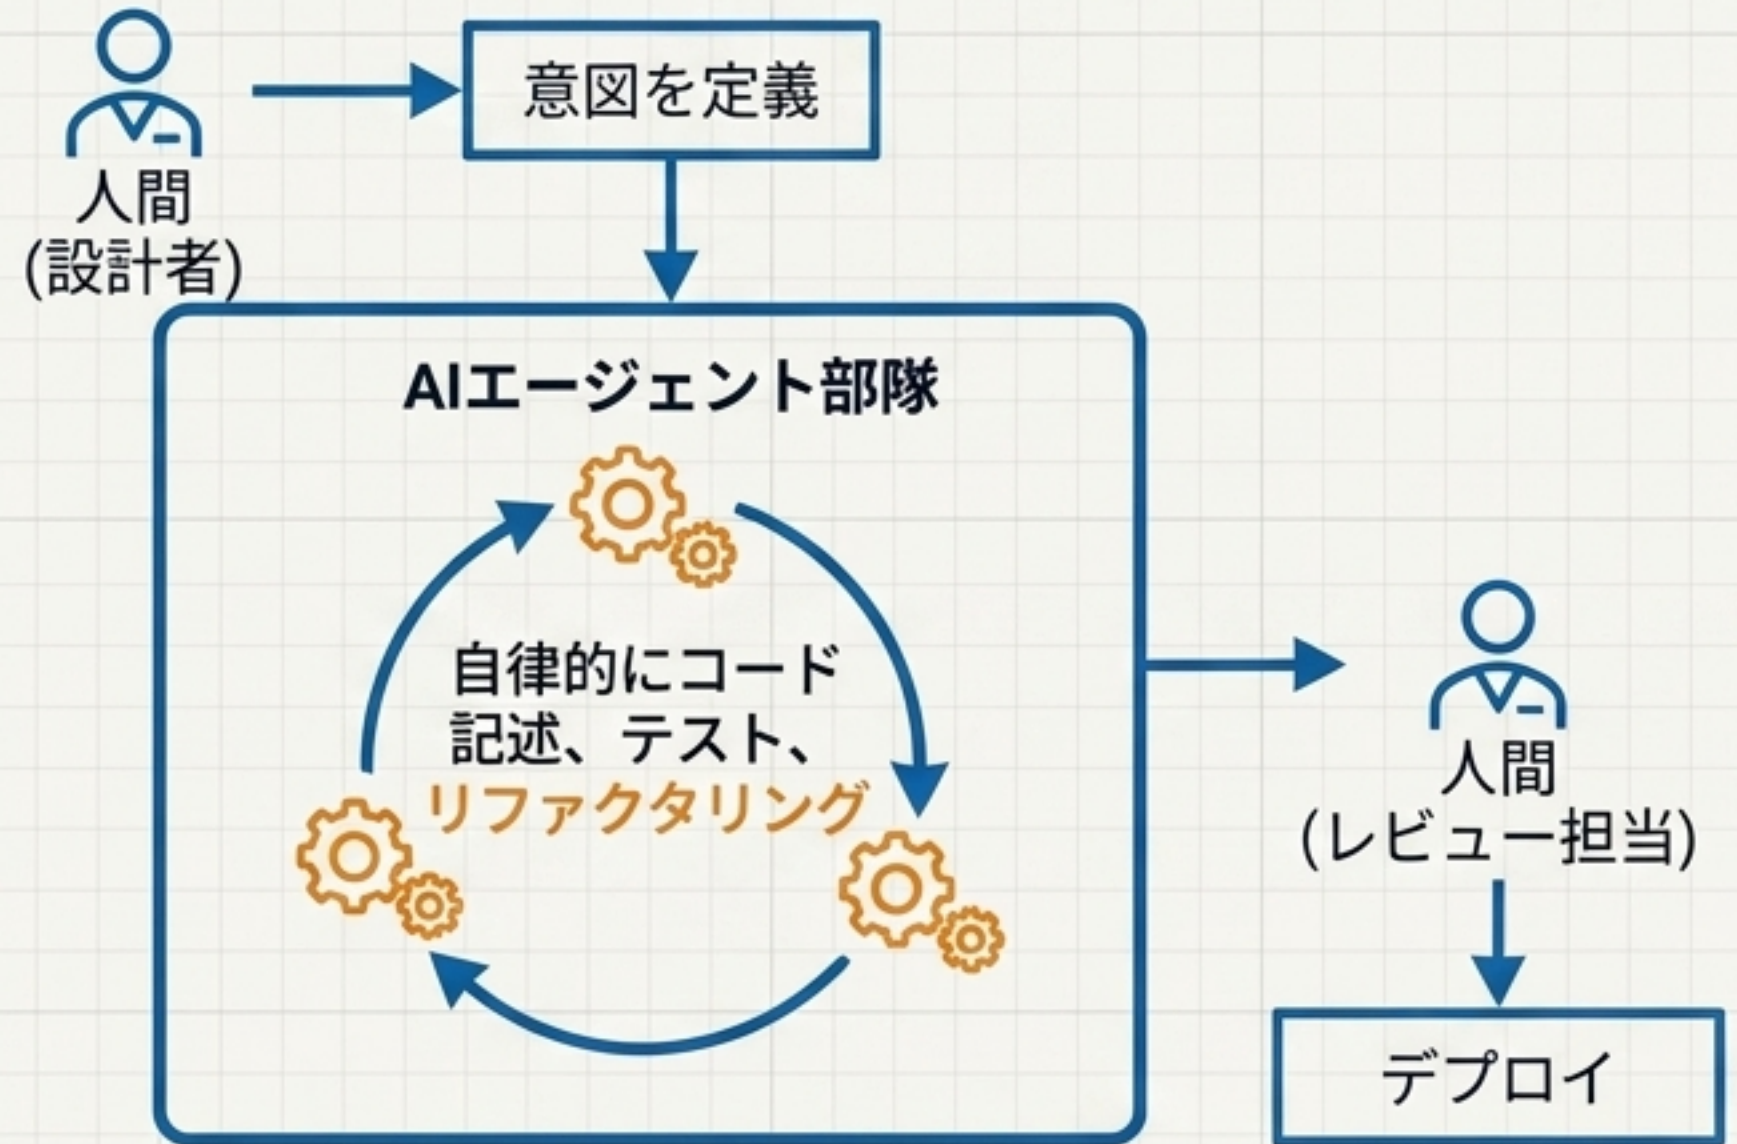 意図を定義
人間
(設計者)
AIエージェント部隊
自律的にコード
記述、テスト、
リファクタリング
人間
(レビュー担当)
デプロイ